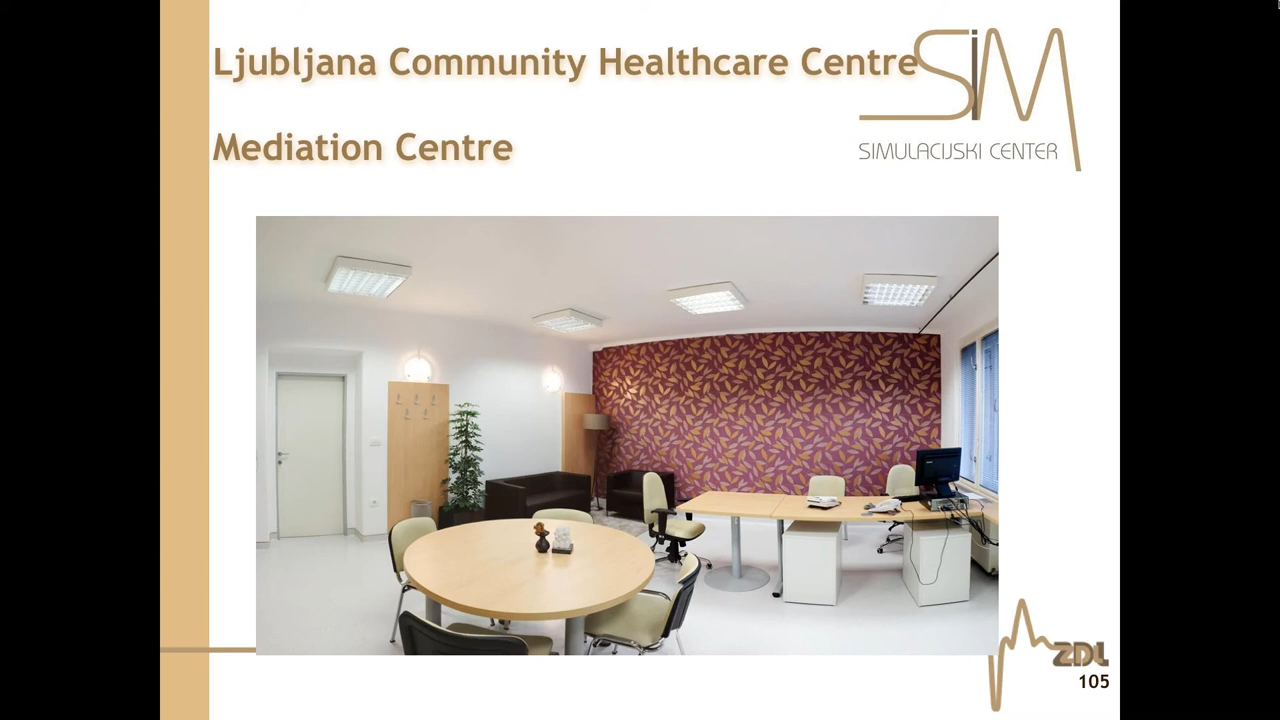 Ljubljana Community Healthcare Centre
Mediation Centre
SiM
SIMULACIJSKI CENTER
ZDL
105